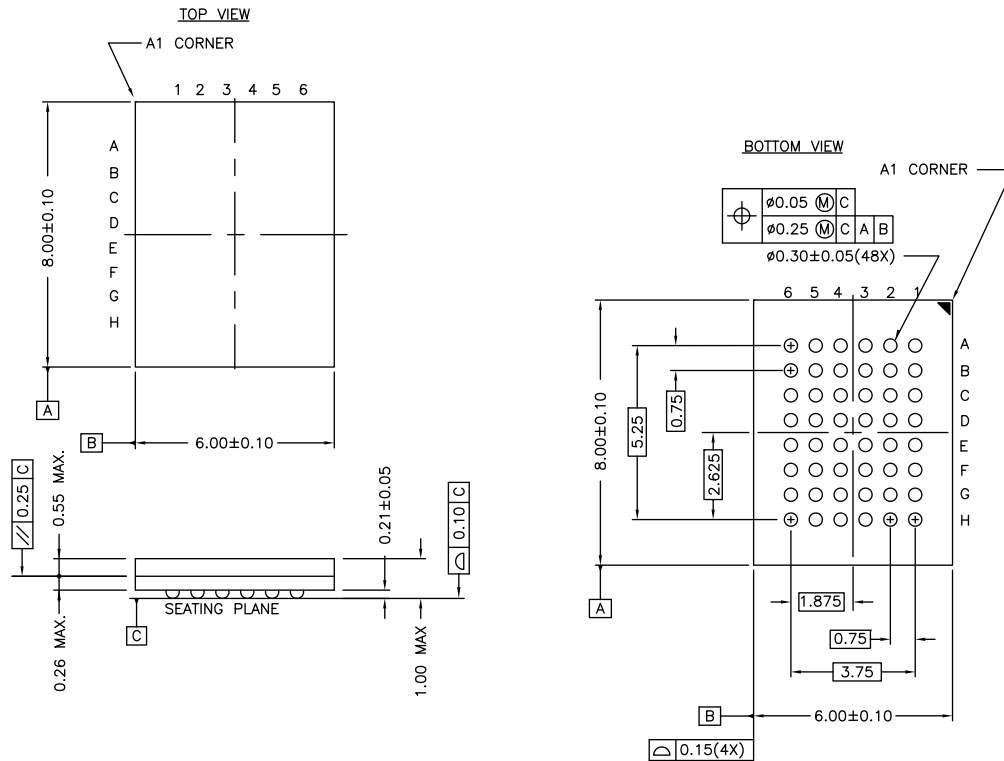 TOP VIEW
A1 CORNER
1 2 3 4 5 6
A
B
C
D
E
F
G
H
8.00±0.10
A
B
6.00±0.10
// 0.25 C
0.55 MAX.
0.21±0.05
⌓ 0.10 C
SEATING PLANE
C
0.26 MAX.
1.00 MAX
BOTTOM VIEW
A1 CORNER
⌖ ø0.05 Ⓜ C
ø0.25 Ⓜ C A B
ø0.30±0.05(48X)
6 5 4 3 2 1
A
B
C
D
E
F
G
H
8.00±0.10
5.25
0.75
2.625
A
1.875
0.75
3.75
B
6.00±0.10
⌓ 0.15(4X)